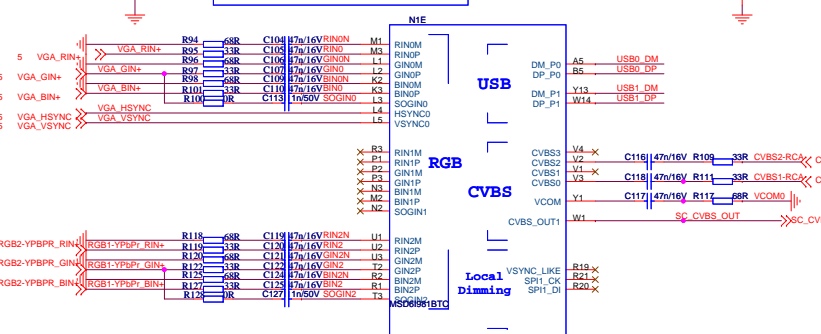 N1E
R94 68R C104 47n/16V RIN0N M1 RIN0M
5 VGA_RIN+ VGA_RIN+ R95 33R C105 47n/16V RIN0 M3 RIN0P
R96 68R C106 47n/16V GIN0N L1 GIN0M
VGA_GIN+ VGA_GIN+ R97 33R C107 47n/16V GIN0 L2 GIN0P
R98 68R C109 47n/16V BIN0N K2 BIN0M
VGA_BIN+ VGA_BIN+ R101 33R C110 47n/16V BIN0 K3 BIN0P
R100 0R C113 1n/50V SOGIN0 L3 SOGIN0
VGA_HSYNC VGA_HSYNC L4 HSYNC0
5 VGA_VSYNC VGA_VSYNC L5 VSYNC0
USB
DM_P0 A5 USB0_DM
DP_P0 B5 USB0_DP
DM_P1 Y13 USB1_DM
DP_P1 W14 USB1_DP
R3 RIN1M
P1 RIN1P
P2 GIN1M
P3 GIN1P
N3 BIN1M
M2 BIN1P
N2 SOGIN1
RGB
CVBS
CVBS3 V4
CVBS2 V2 C116 47n/16V R109 33R CVBS2-RCA
CVBS1 V1
CVBS0 V3 C118 47n/16V R111 33R CVBS1-RCA
VCOM Y1 C117 47n/16V R117 68R VCOM0
CVBS_OUT1 W1 SC_CVBS_OUT
R118 68R C119 47n/16V RIN2N U1 RIN2M
RGB2-YPBPR_RIN RGB1-YPbPr_RIN+ R119 33R C120 47n/16V RIN2 U2 RIN2P
R120 68R C121 47n/16V GIN2N U3 GIN2M
RGB2-YPBPR_GIN RGB1-YPbPr_GIN+ R122 33R C122 47n/16V GIN2 T2 GIN2P
R125 68R C124 47n/16V BIN2N R2 BIN2M
RGB2-YPBPR_BIN RGB1-YPbPr_BIN+ R127 33R C125 47n/16V BIN2 R1 BIN2P
R128 0R C127 1n/50V SOGIN2 T3 SOGIN2
Local
Dimming
VSYNC_LIKE R19
SPI1_CK R21
SPI1_DI R20
MSD6I981BTC